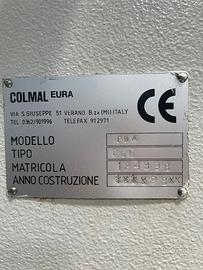 COLMAL EURA
VIA S.GIUSEPPE 51 VERANO B.za (MI) ITALY
TEL. 0362/901996 TELEFAX 912971
CE
MODELLO
TIPO
MATRICOLA
ANNO COSTRUZIONE